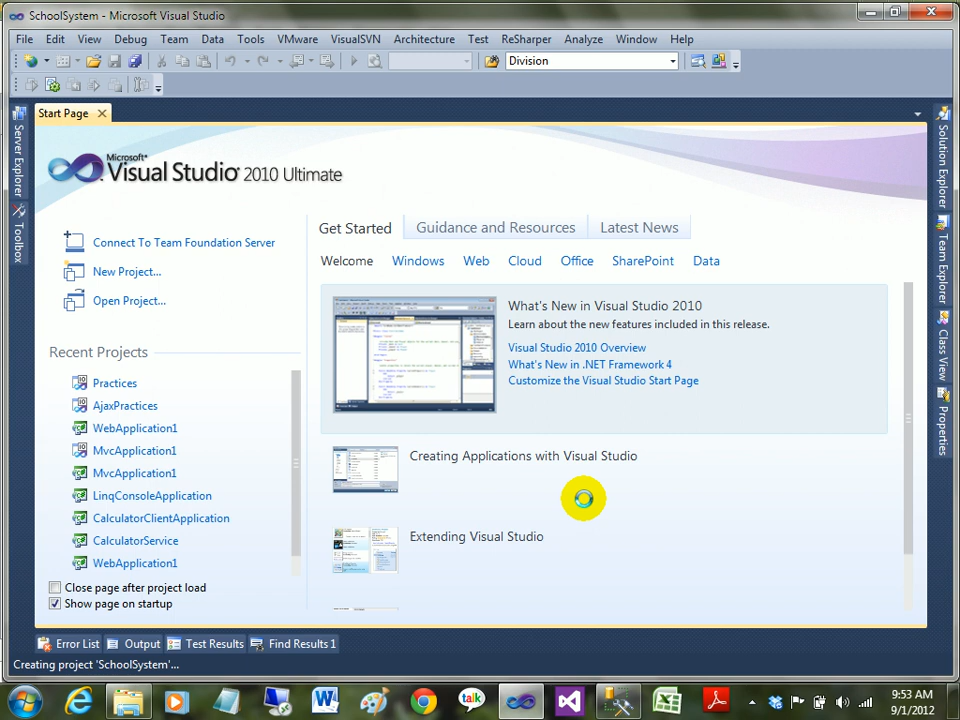 SchoolSystem - Microsoft Visual Studio
File Edit View Debug Team Data Tools VMware VisualSVN Architecture Test ReSharper Analyze Window Help
Division
Start Page
Server Explorer
Toolbox
Solution Explorer
Team Explorer
Class View
Properties
Microsoft®
Visual Studio® 2010 Ultimate
Connect To Team Foundation Server
New Project...
Open Project...
Recent Projects
Practices
AjaxPractices
WebApplication1
MvcApplication1
MvcApplication1
LinqConsoleApplication
CalculatorClientApplication
CalculatorService
WebApplication1
Close page after project load
Show page on startup
Get Started Guidance and Resources Latest News
Welcome Windows Web Cloud Office SharePoint Data
What's New in Visual Studio 2010
Learn about the new features included in this release.
Visual Studio 2010 Overview
What's New in .NET Framework 4
Customize the Visual Studio Start Page
Creating Applications with Visual Studio
Extending Visual Studio
Error List Output Test Results Find Results 1
Creating project 'SchoolSystem'...
talk
9:53 AM
9/1/2012